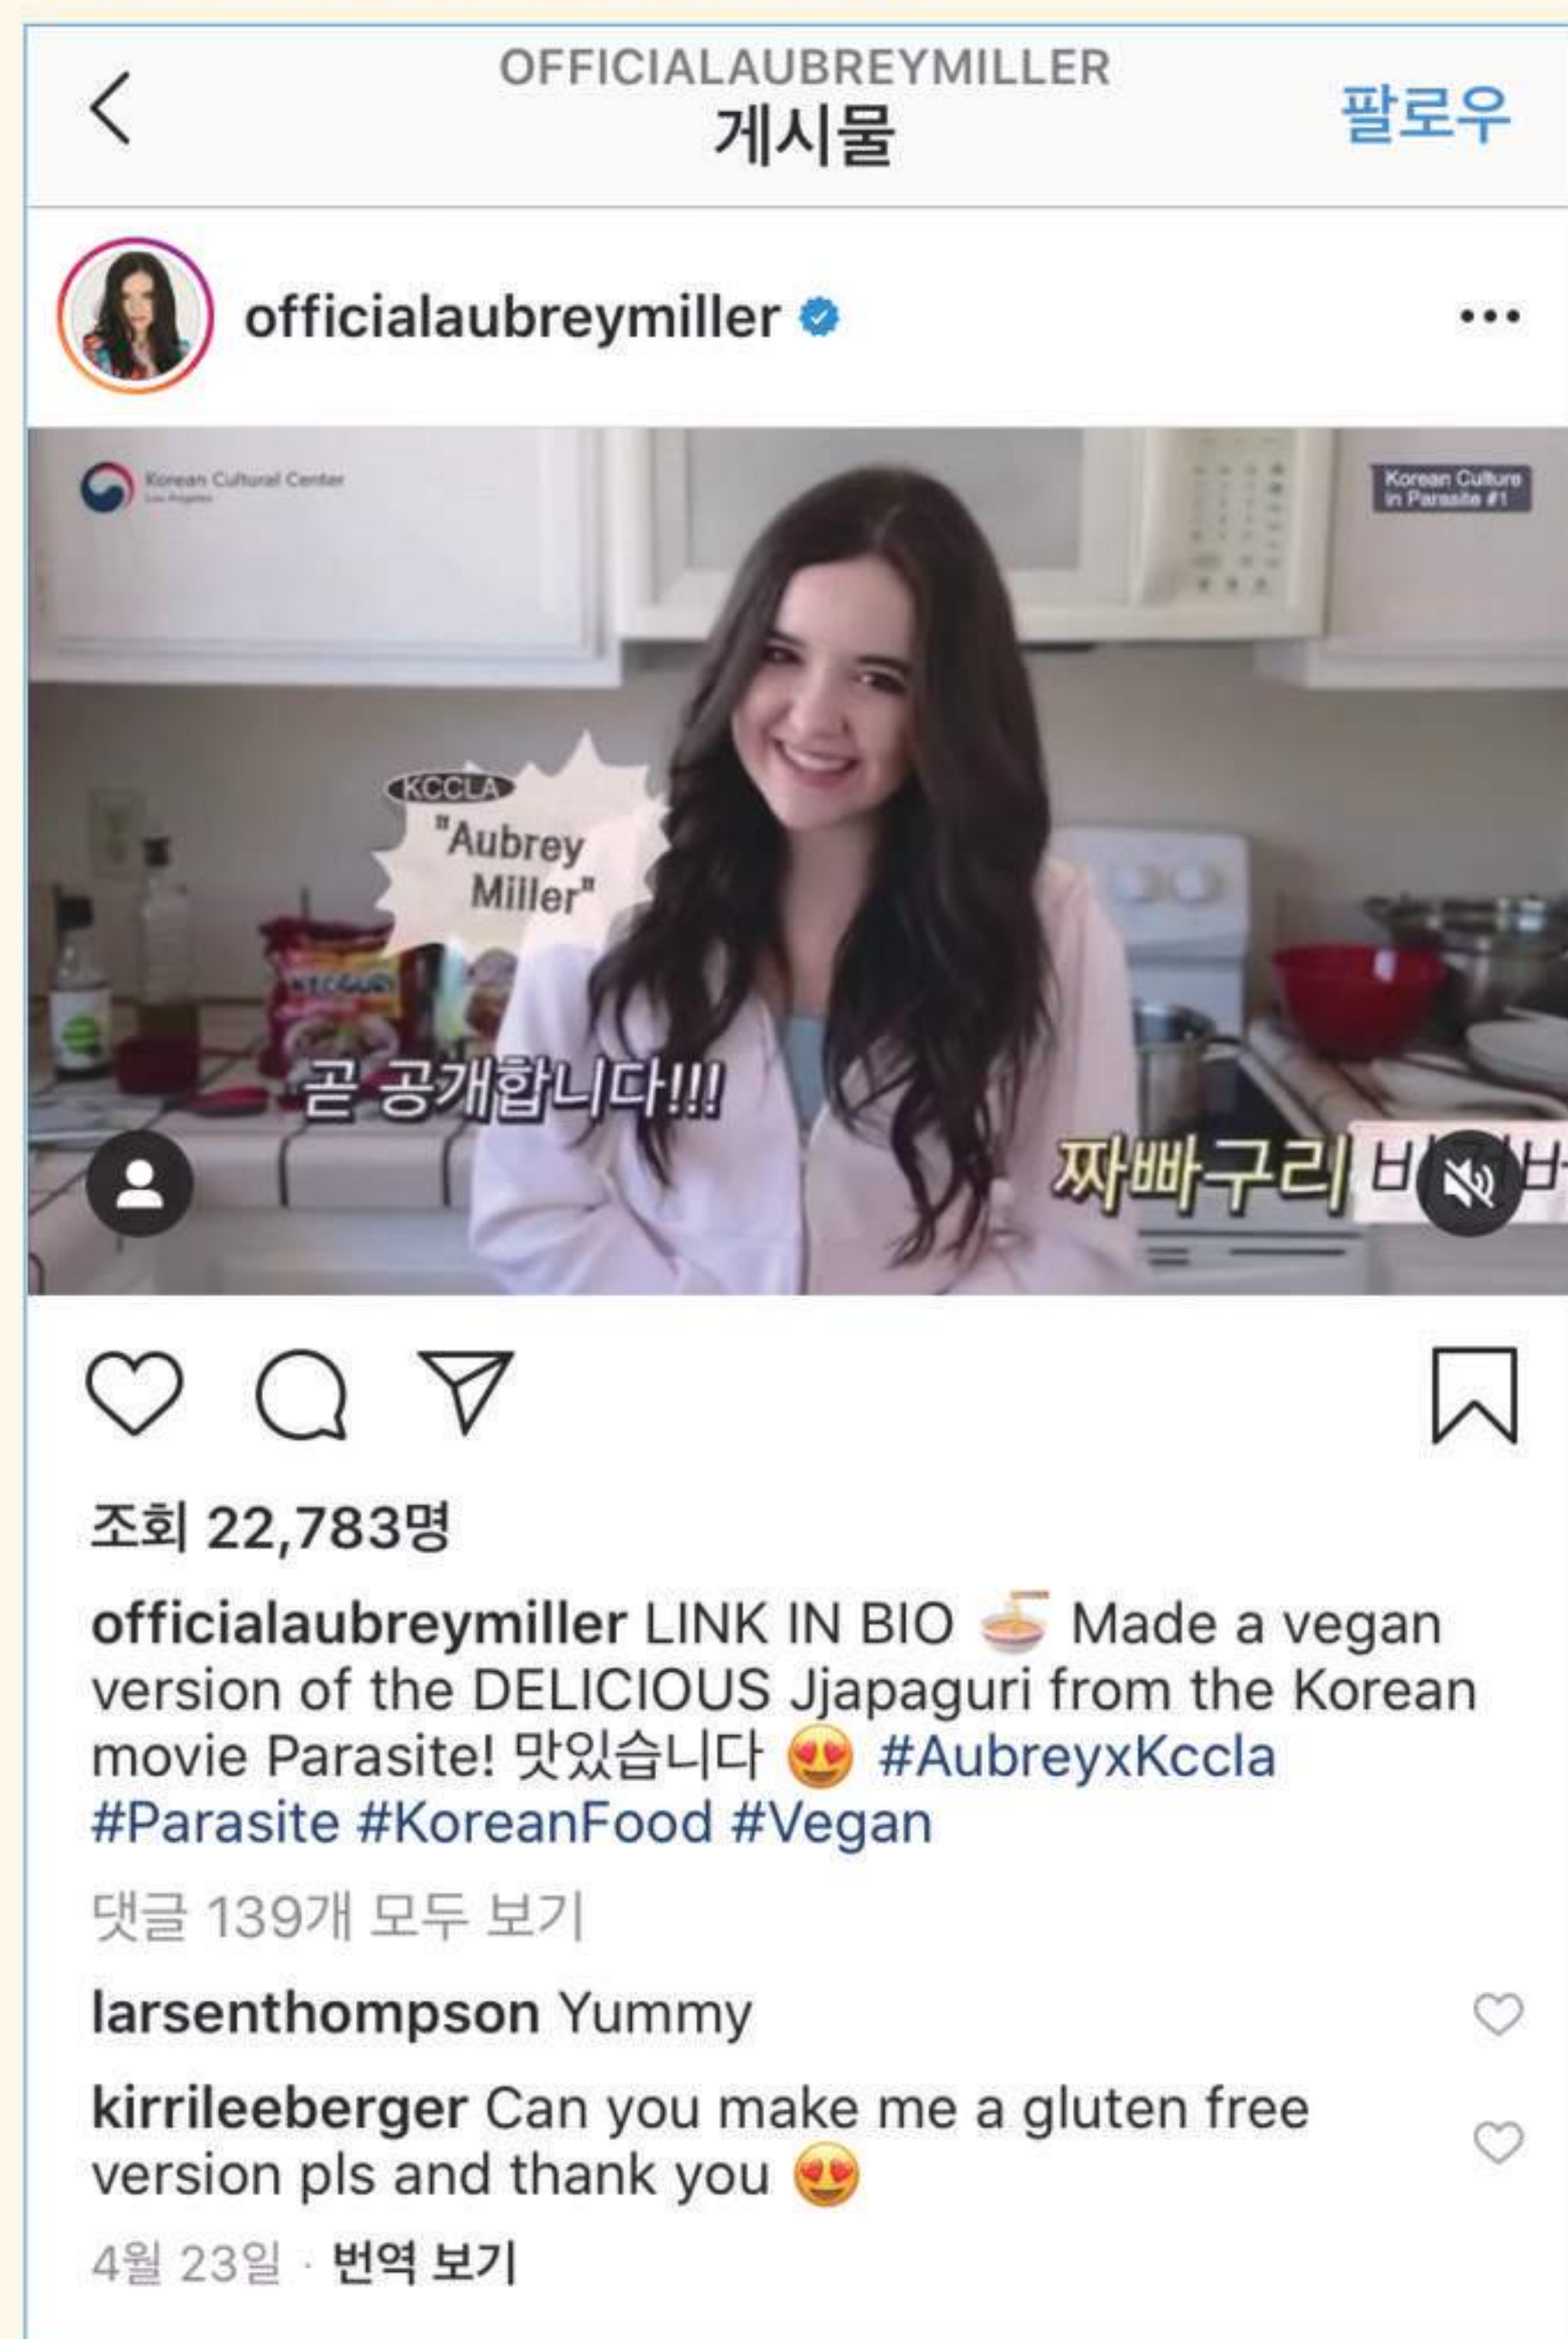 OFFICIALAUBREYMILLER
게시물
팔로우
officialaubreymiller
Korean Cultural Center
Los Angeles
Korean Culture
in Parasite #1
KCCLA
"Aubrey
Miller"
곧 공개합니다!!!
짜빠구리
조회 22,783명
officialaubreymiller LINK IN BIO 🍜 Made a vegan
version of the DELICIOUS Jjapaguri from the Korean
movie Parasite! 맛있습니다 😍 #AubreyxKccla
#Parasite #KoreanFood #Vegan
댓글 139개 모두 보기
larsenthompson Yummy
kirrileeberger Can you make me a gluten free
version pls and thank you 😍
4월 23일 · 번역 보기